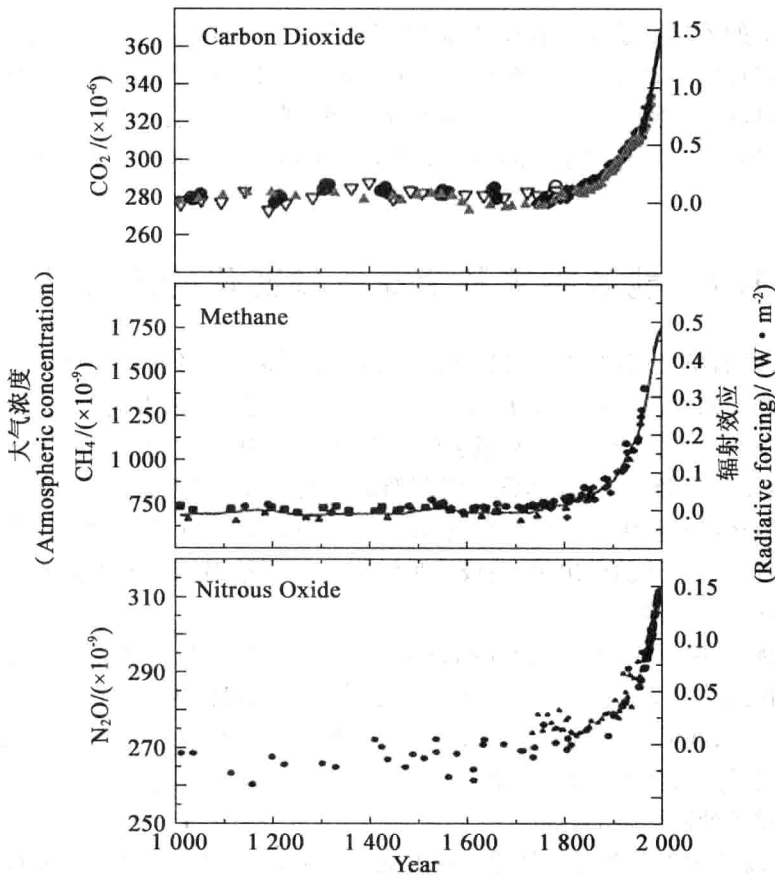 大气浓度
(Atmospheric concentration)
Carbon Dioxide
CO₂/(×10⁻⁶)
360
340
320
300
280
260
1.5
1.0
0.5
0.0
Methane
CH₄/(×10⁻⁹)
1 750
1 500
1 250
1 000
750
0.5
0.4
0.3
0.2
0.1
0.0
辐射效应
(Radiative forcing)/(W·m⁻²)
Nitrous Oxide
N₂O/(×10⁻⁹)
310
290
270
250
0.15
0.10
0.05
0.0
1 000 1 200 1 400 1 600 1 800 2 000
Year